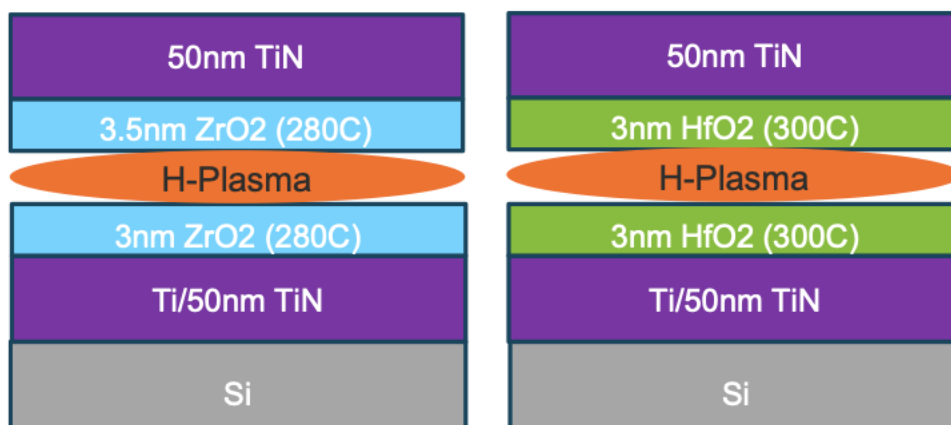 50nm TiN
3.5nm ZrO2 (280C)
H-Plasma
3nm ZrO2 (280C)
Ti/50nm TiN
Si
50nm TiN
3nm HfO2 (300C)
H-Plasma
3nm HfO2 (300C)
Ti/50nm TiN
Si